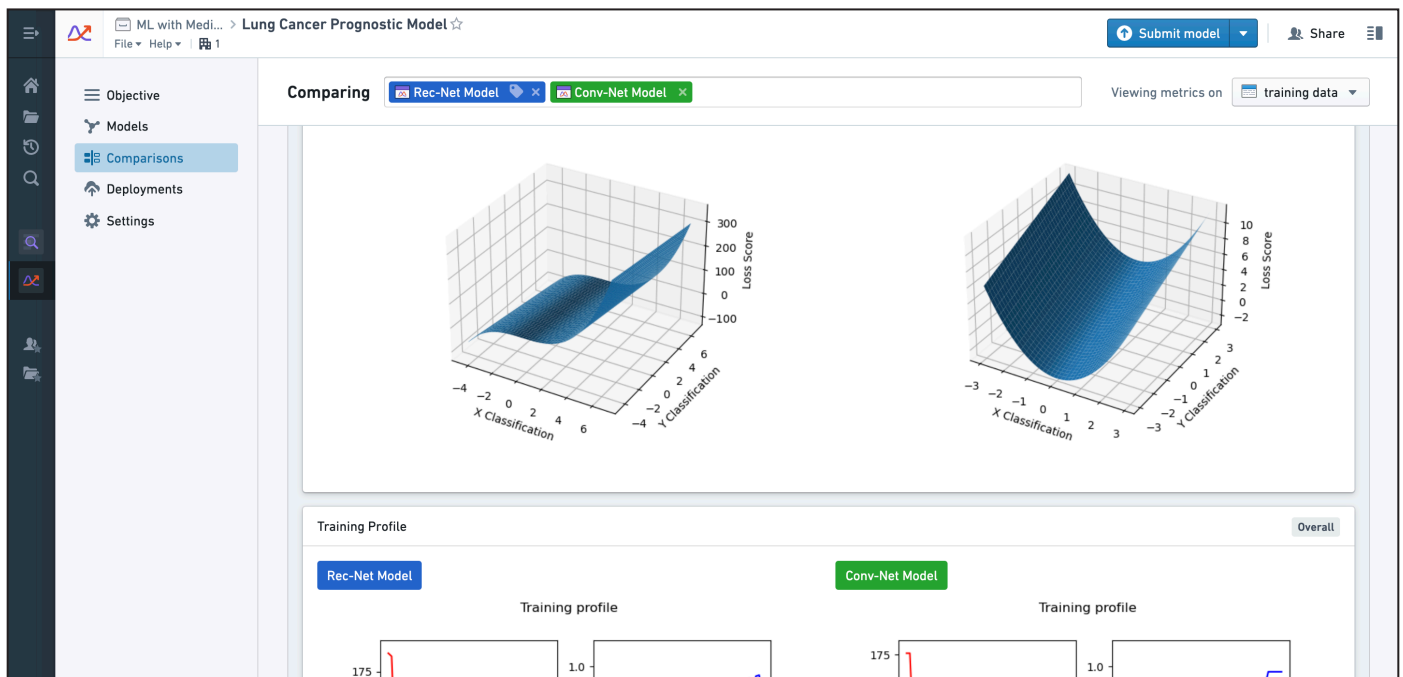 ML with Medi... > Lung Cancer Prognostic Model
File Help 1
Submit model
Share
Objective
Models
Comparisons
Deployments
Settings
Comparing
Rec-Net Model ×
Conv-Net Model ×
Viewing metrics on
training data
300
200
100
0
−100
Loss Score
−4
−2
0
2
4
6
X Classification
−4
−2
0
2
4
6
Y Classification
10
8
6
4
2
0
−2
Loss Score
−3
−2
−1
0
1
2
3
X Classification
−3
−2
−1
0
1
2
3
Y Classification
Training Profile
Overall
Rec-Net Model
Conv-Net Model
Training profile
Training profile
175
1.0
175
1.0